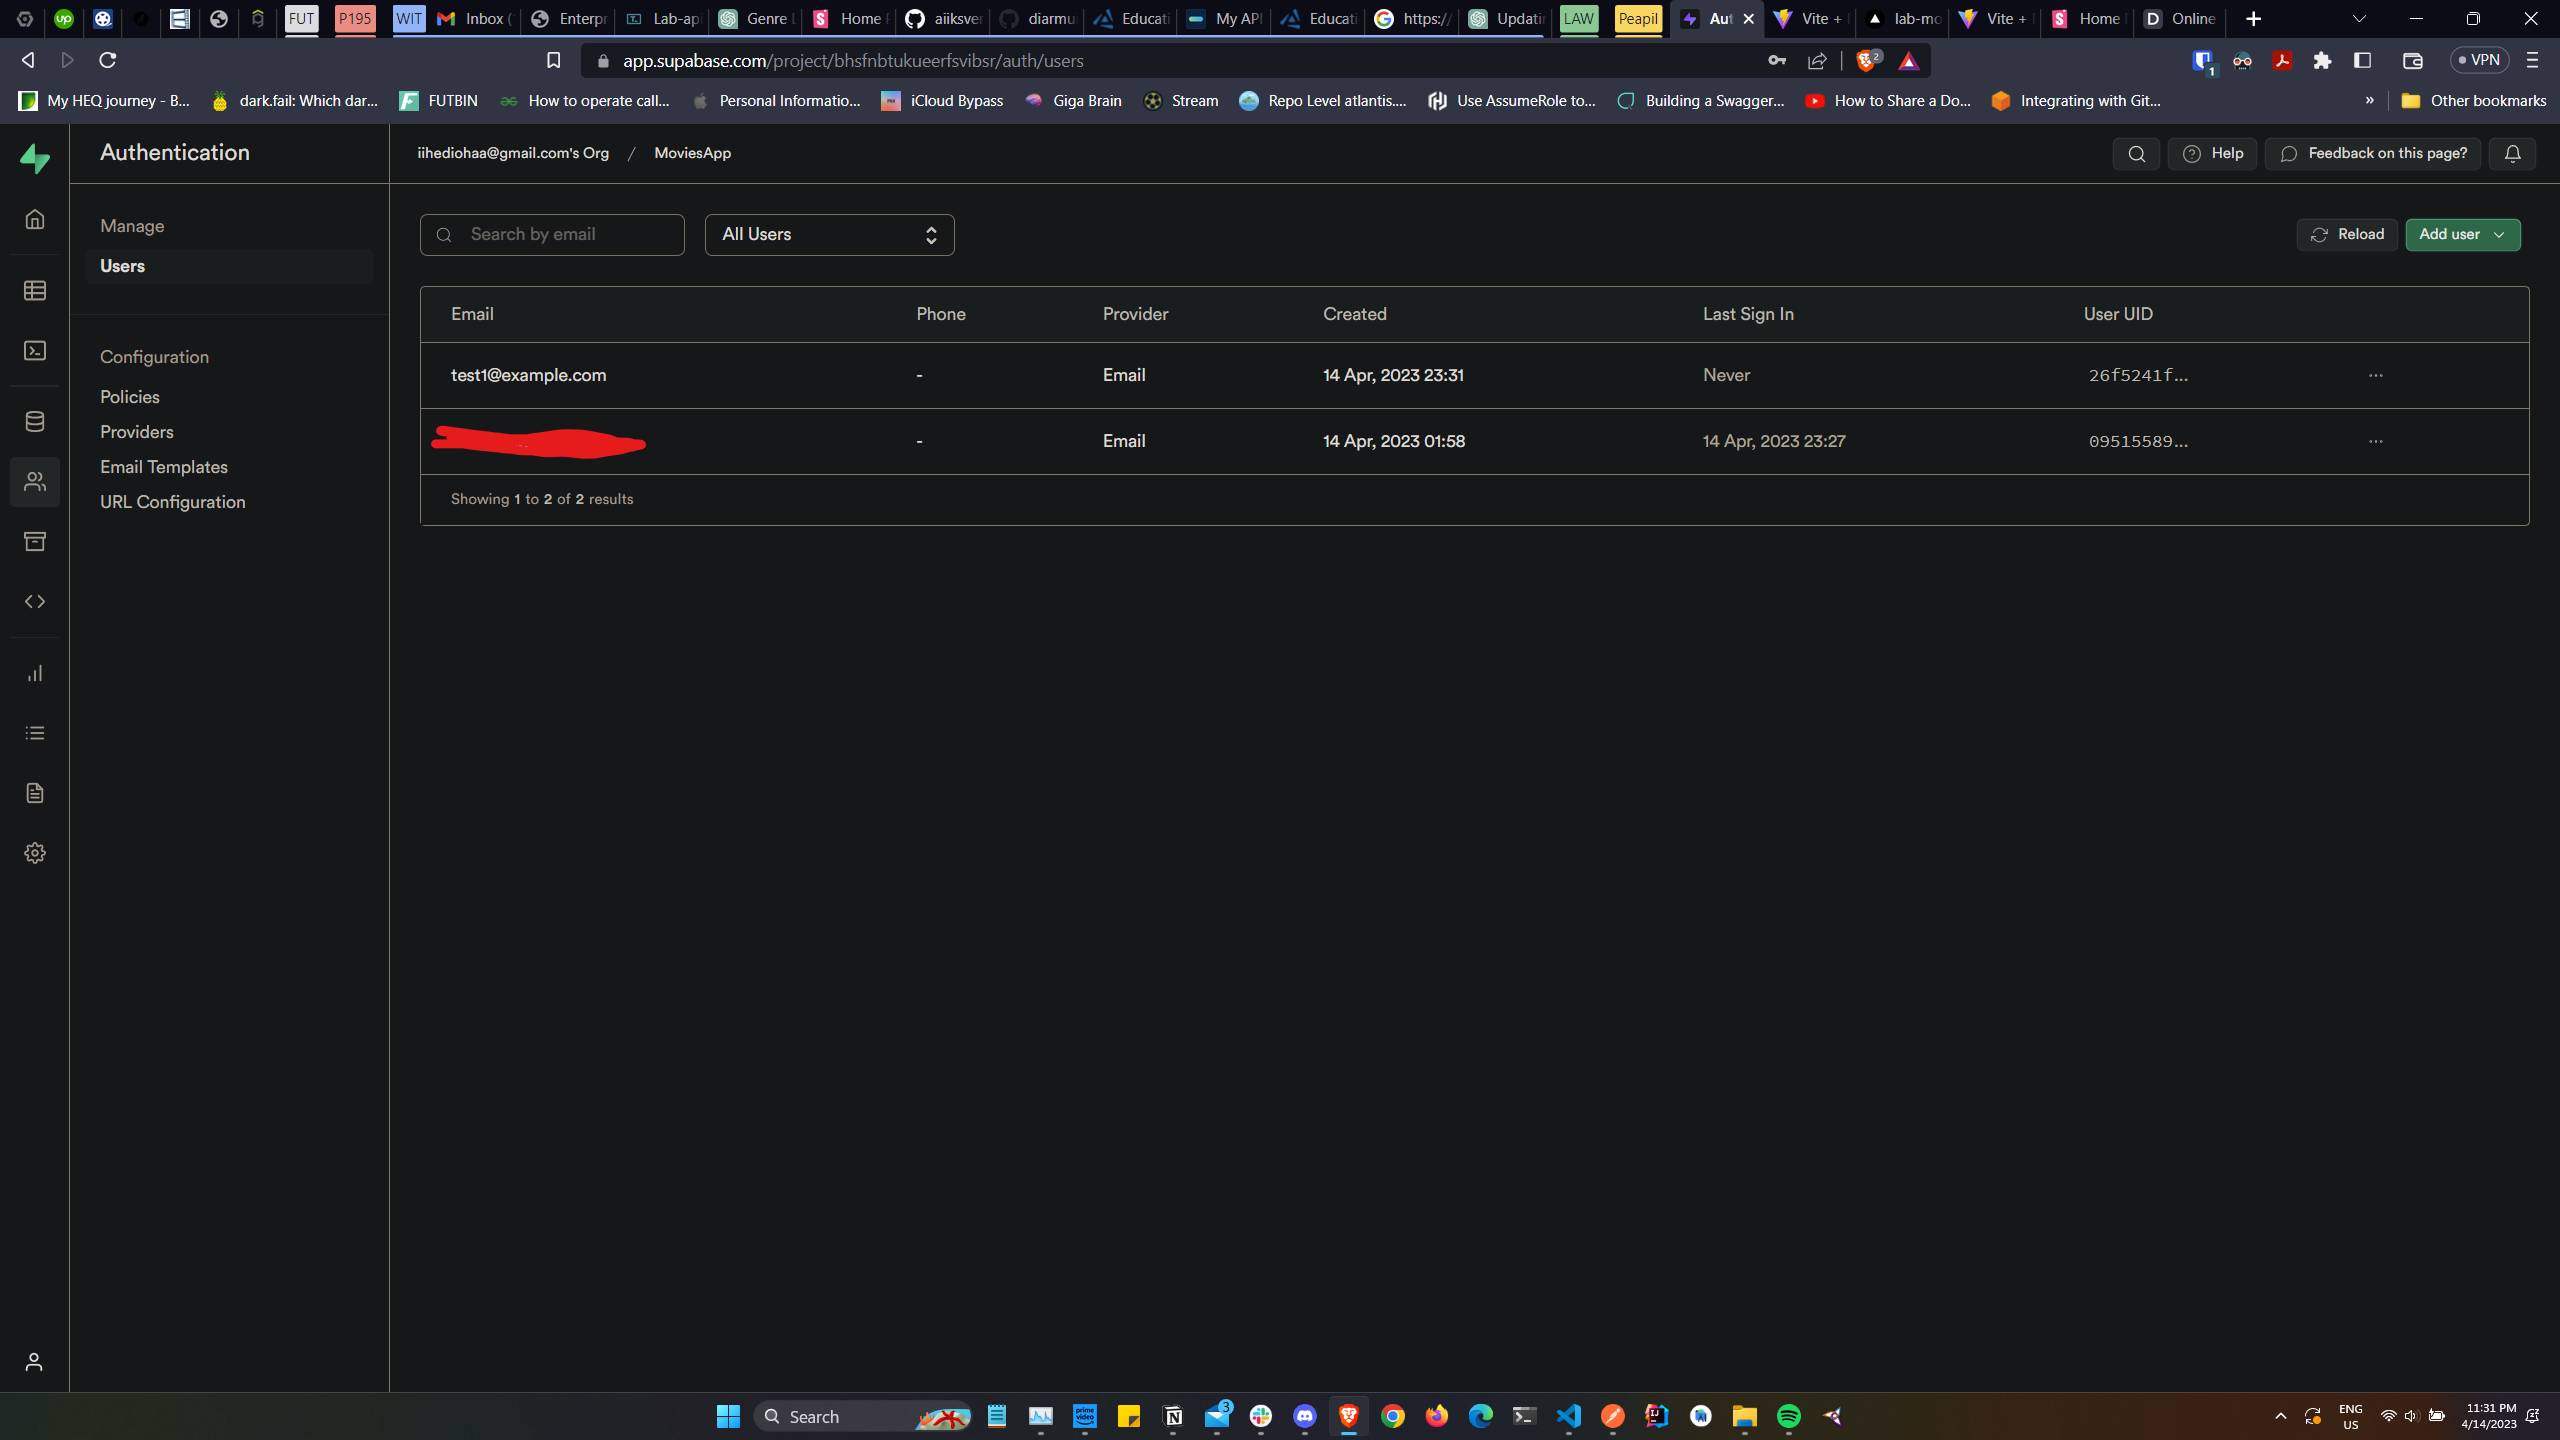 FUT P195 WIT Inbox ( Enterpr Lab-api Genre L Home aiiksver diarmu Educati My API Educati https:// Updatin LAW Peapil Aut Vite + lab-mo Vite + Home Online
app.supabase.com/project/bhsfnbtukueerfsvibsr/auth/users
2
1
VPN
My HEQ journey - B... dark.fail: Which dar... FUTBIN How to operate call... Personal Informatio... iCloud Bypass Giga Brain Stream Repo Level atlantis.... Use AssumeRole to... Building a Swagger... How to Share a Do... Integrating with Git... » Other bookmarks
Authentication
iihediohaa@gmail.com's Org / MoviesApp
Help
Feedback on this page?
Manage
Users
Configuration
Policies
Providers
Email Templates
URL Configuration
Search by email
All Users
Reload
Add user
Email Phone Provider Created Last Sign In User UID
test1@example.com - Email 14 Apr, 2023 23:31 Never 26f5241f...
- Email 14 Apr, 2023 01:58 14 Apr, 2023 23:27 09515589...
Showing 1 to 2 of 2 results
Search
prime video
3
ENG
US
11:31 PM
4/14/2023